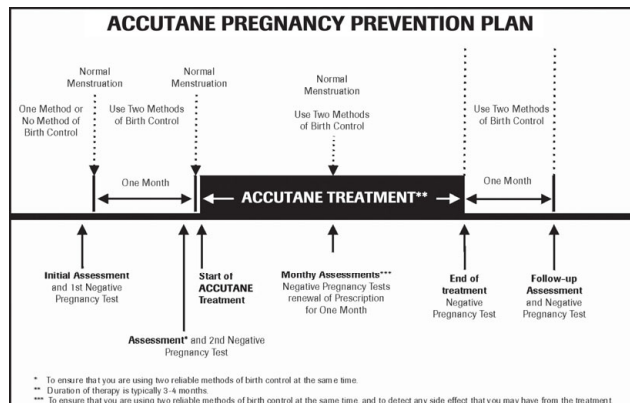 ACCUTANE PREGNANCY PREVENTION PLAN
Normal
Menstruation
Normal
Menstruation
Normal
Menstruation
One Method or
No Method of
Birth Control
Use Two Methods
of Birth Control
Use Two Methods
of Birth Control
Use Two Methods
of Birth Control
One Month
ACCUTANE TREATMENT**
One Month
Initial Assessment
and 1st Negative
Pregnancy Test
Assessment* and 2nd Negative
Pregnancy Test
Start of
ACCUTANE
Treatment
Monthy Assessments***
Negative Pregnancy Tests
renewal of Prescription
for One Month
End of
treatment
Negative
Pregnancy Test
Follow-up
Assessment
and Negative
Pregnancy Test
* To ensure that you are using two reliable methods of birth control at the same time.
** Duration of therapy is typically 3-4 months.
*** To ensure that you are using two reliable methods of birth control at the same time, and to detect any side effect that you may have from the treatment